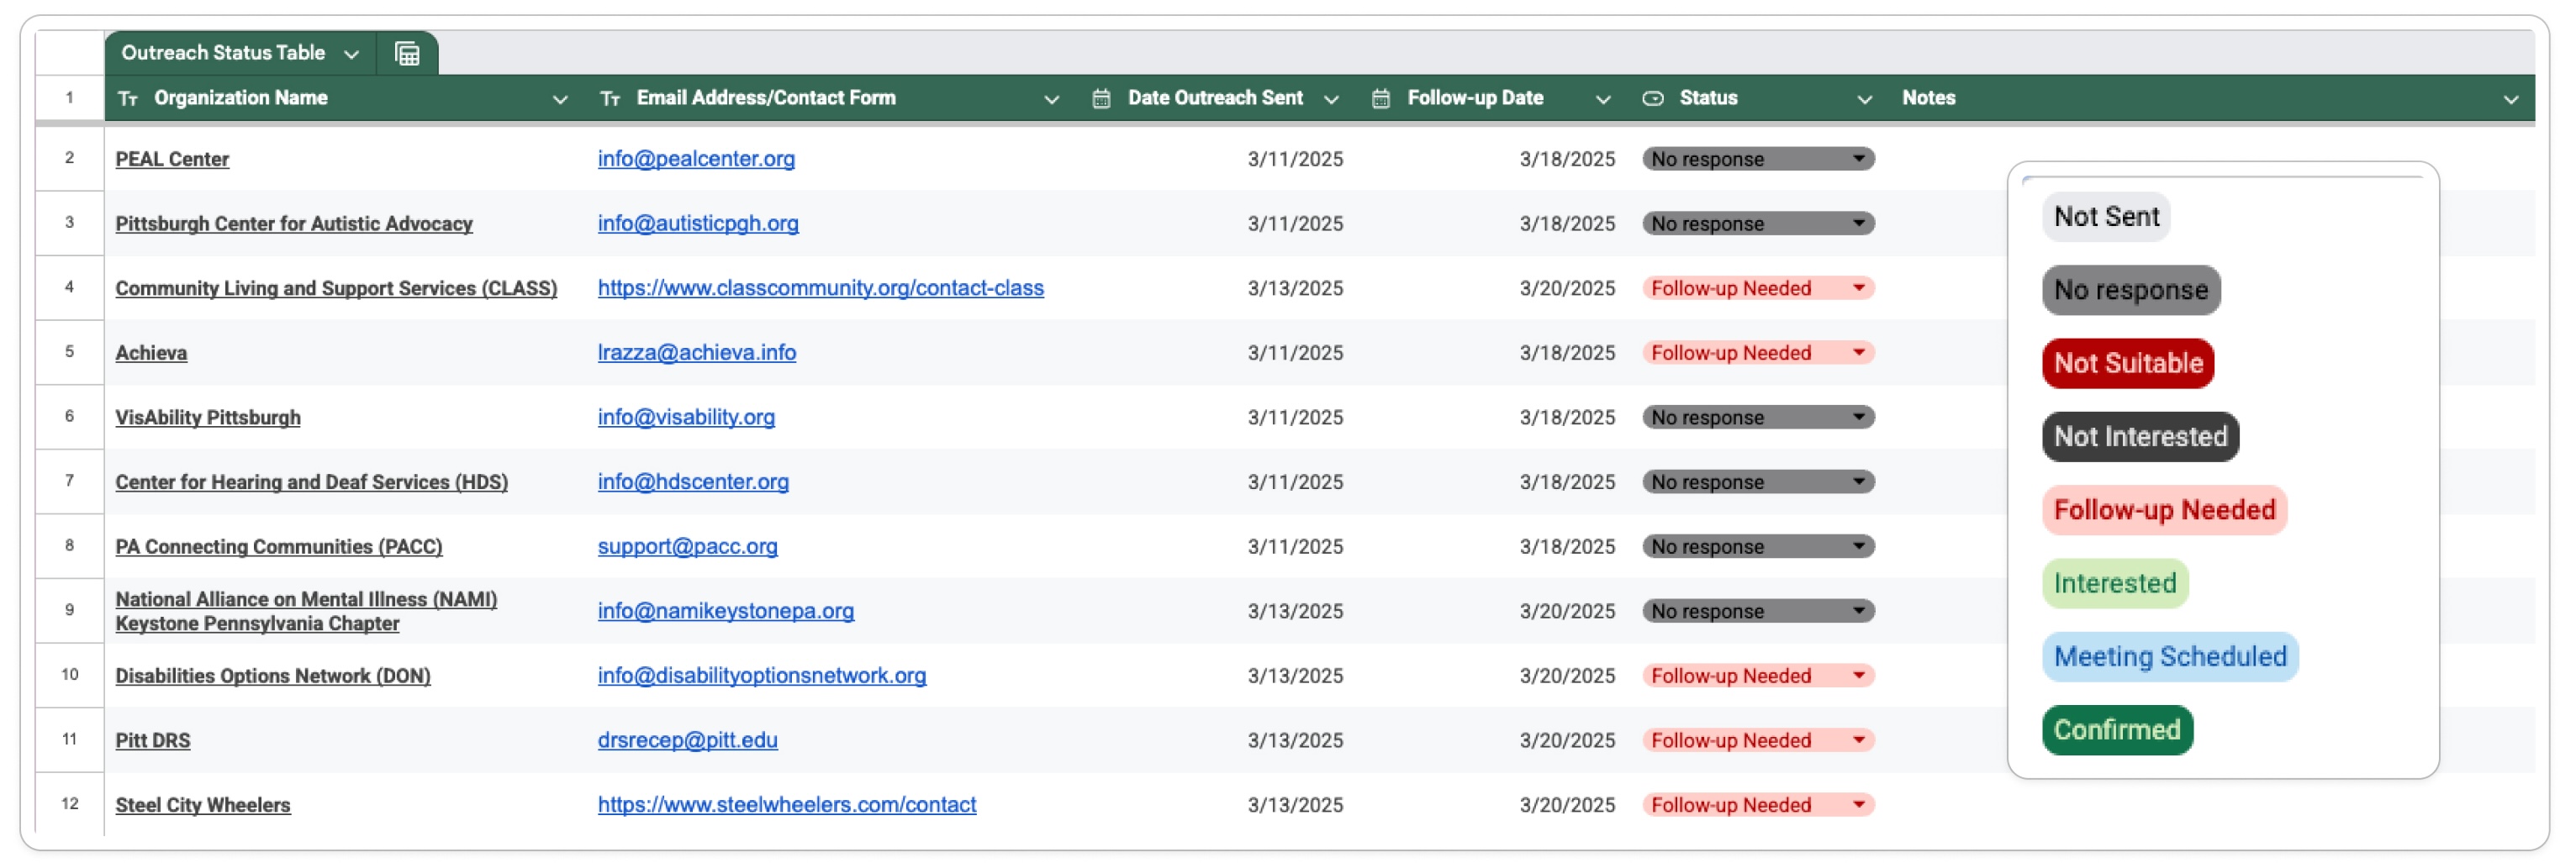 Outreach Status Table
1 Organization Name Email Address/Contact Form Date Outreach Sent Follow-up Date Status Notes
2 PEAL Center info@pealcenter.org 3/11/2025 3/18/2025 No response
3 Pittsburgh Center for Autistic Advocacy info@autisticpgh.org 3/11/2025 3/18/2025 No response
4 Community Living and Support Services (CLASS) https://www.classcommunity.org/contact-class 3/13/2025 3/20/2025 Follow-up Needed
5 Achieva lrazza@achieva.info 3/11/2025 3/18/2025 Follow-up Needed
6 VisAbility Pittsburgh info@visability.org 3/11/2025 3/18/2025 No response
7 Center for Hearing and Deaf Services (HDS) info@hdscenter.org 3/11/2025 3/18/2025 No response
8 PA Connecting Communities (PACC) support@pacc.org 3/11/2025 3/18/2025 No response
9 National Alliance on Mental Illness (NAMI)
Keystone Pennsylvania Chapter info@namikeystonepa.org 3/13/2025 3/20/2025 No response
10 Disabilities Options Network (DON) info@disabilityoptionsnetwork.org 3/13/2025 3/20/2025 Follow-up Needed
11 Pitt DRS drsrecep@pitt.edu 3/13/2025 3/20/2025 Follow-up Needed
12 Steel City Wheelers https://www.steelwheelers.com/contact 3/13/2025 3/20/2025 Follow-up Needed
Not Sent
No response
Not Suitable
Not Interested
Follow-up Needed
Interested
Meeting Scheduled
Confirmed